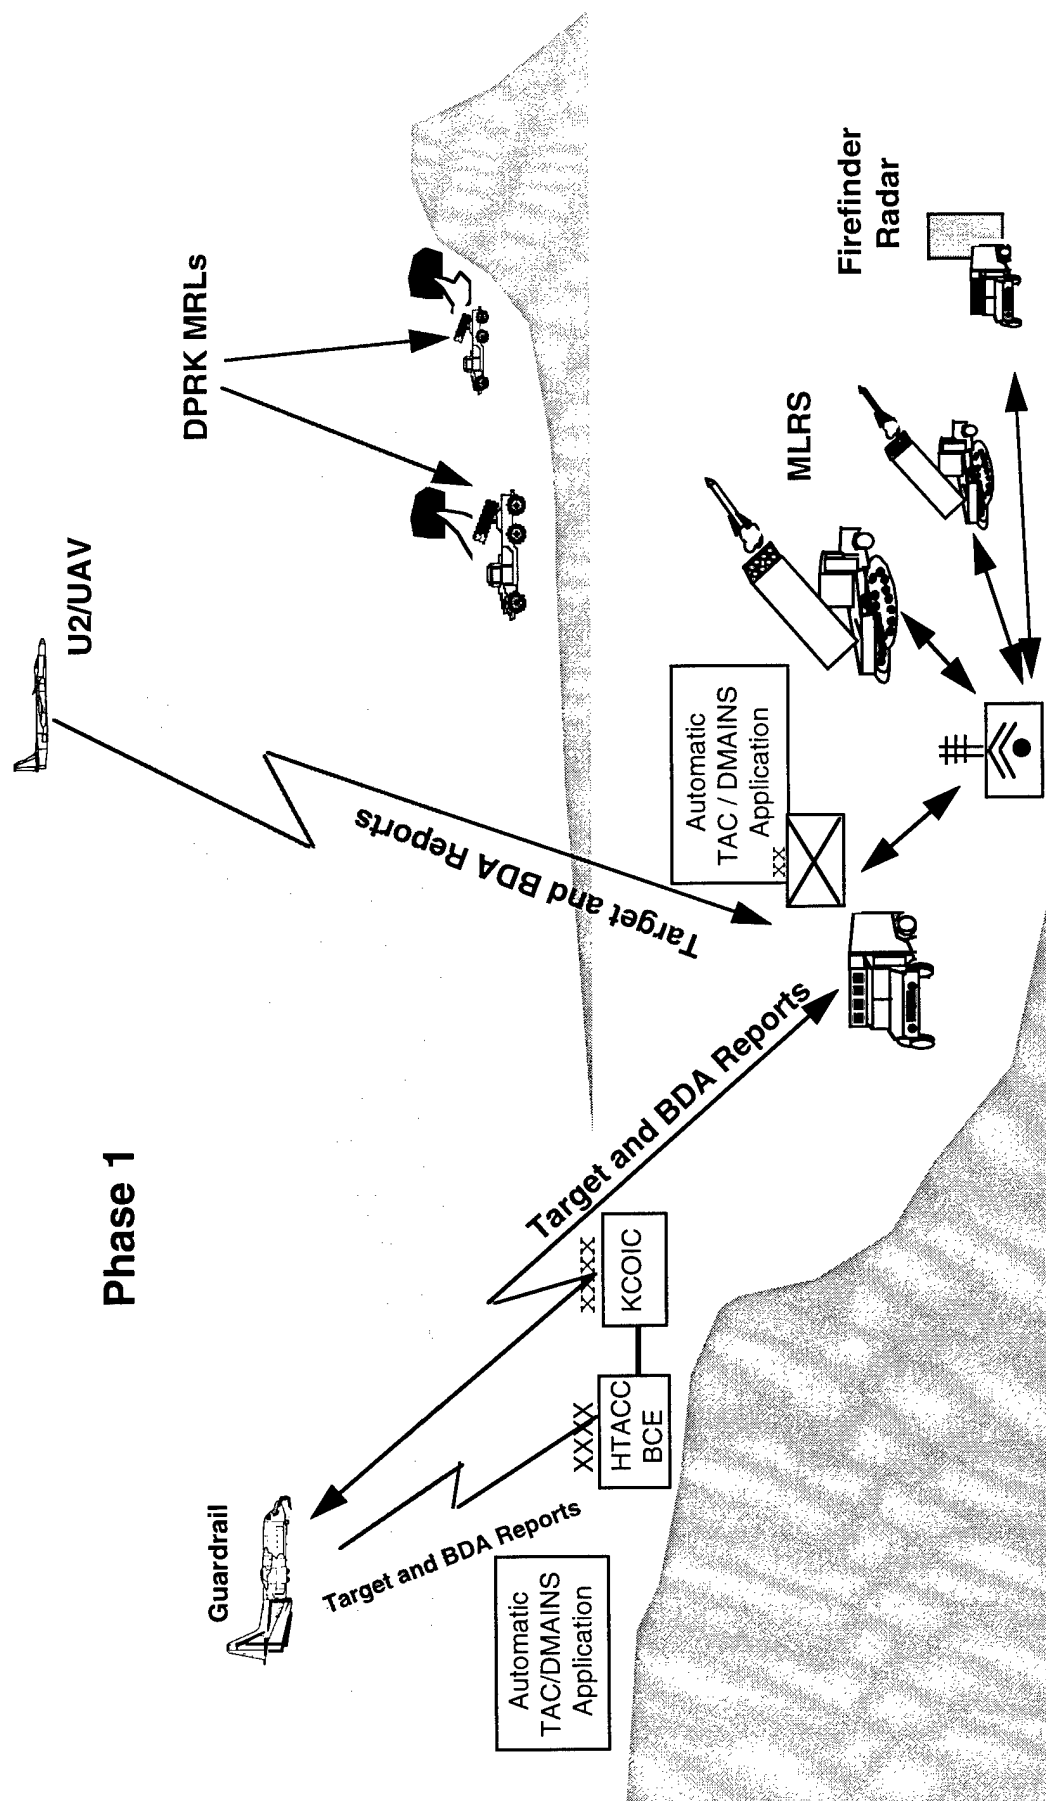 Phase 1
U2/UAV
DPRK MRLs
Guardrail
Target and BDA Reports
Target and BDA Reports
Target and BDA Reports
Automatic
TAC/DMAINS
Application
XXXX
HTACC
BCE
XXXX
KCOIC
Automatic
TAC / DMAINS
Application
XX
MLRS
Firefinder
Radar